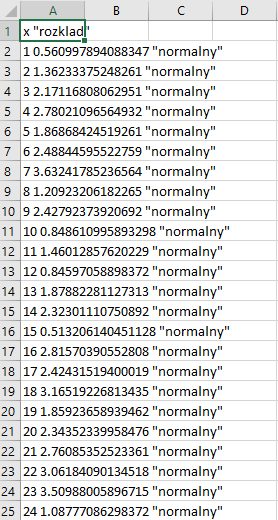 A B C D
1 x "rozklad"
2 1 0.560997894088347 "normalny"
3 2 1.36233375248261 "normalny"
4 3 2.17116808062951 "normalny"
5 4 2.78021096564932 "normalny"
6 5 1.86868424519261 "normalny"
7 6 2.48844595522759 "normalny"
8 7 3.63241785236564 "normalny"
9 8 1.20923206182265 "normalny"
10 9 2.42792373920692 "normalny"
11 10 0.848610995893298 "normalny"
12 11 1.46012857620229 "normalny"
13 12 0.84597058898372 "normalny"
14 13 1.87882281127313 "normalny"
15 14 2.32301110750892 "normalny"
16 15 0.513206140451128 "normalny"
17 16 2.81570390552808 "normalny"
18 17 2.42431519400019 "normalny"
19 18 3.16519226813435 "normalny"
20 19 1.85923658939462 "normalny"
21 20 2.34352339958476 "normalny"
22 21 2.76085352523361 "normalny"
23 22 3.06184090134518 "normalny"
24 23 3.50988005896715 "normalny"
25 24 1.08777086298372 "normalny"